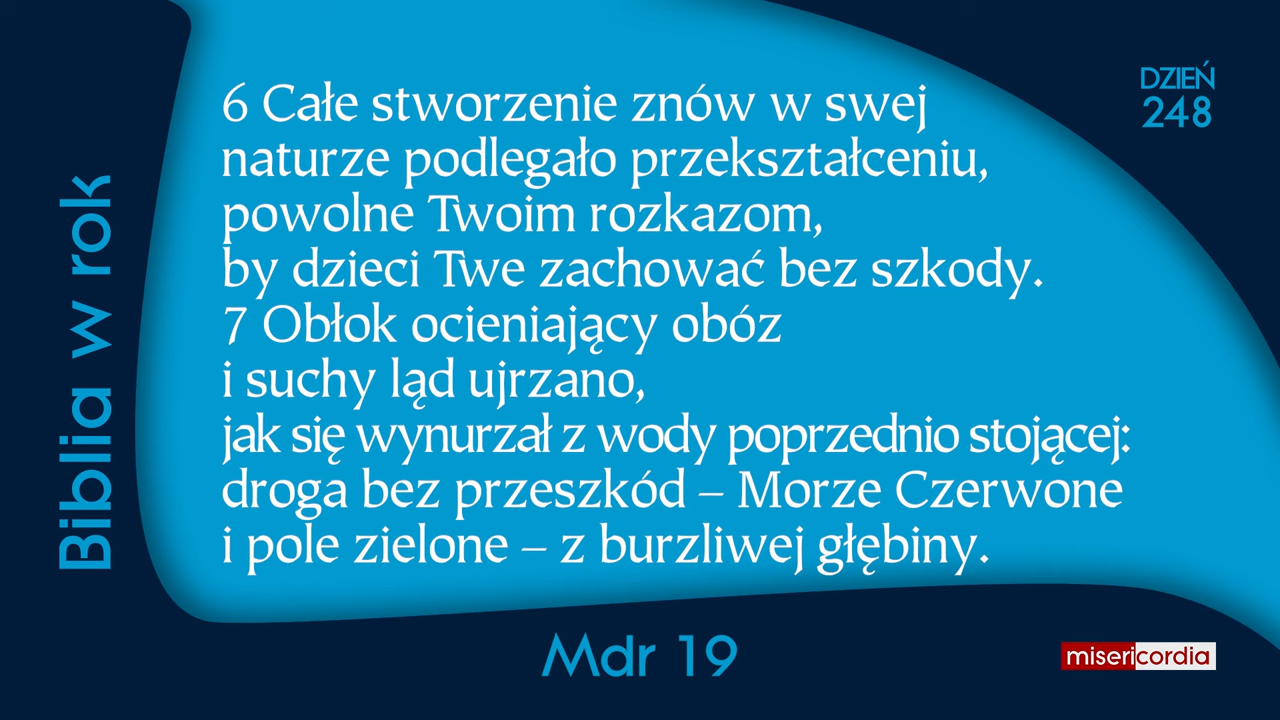 DZIEŃ
248
Biblia w rok
6 Całe stworzenie znów w swej
naturze podlegało przekształceniu,
powolne Twoim rozkazom,
by dzieci Twe zachować bez szkody.
7 Obłok ocieniający obóz
i suchy ląd ujrzano,
jak się wynurzał z wody poprzednio stojącej:
droga bez przeszkód – Morze Czerwone
i pole zielone – z burzliwej głębiny.
Mdr 19
misericordia